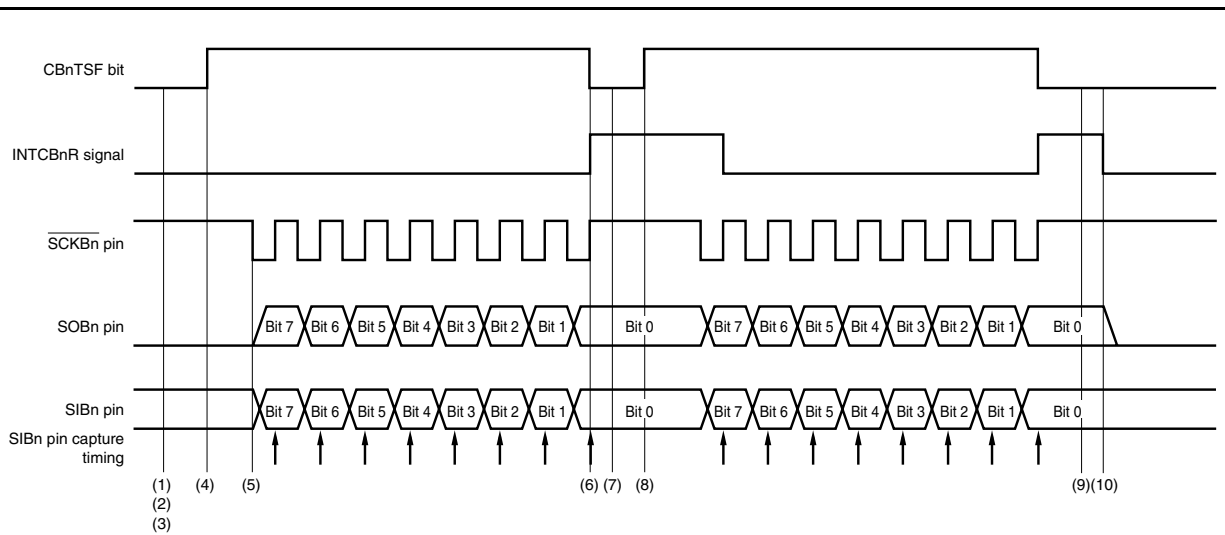 CBnTSF bit
INTCBnR signal
SCKBn pin
SOBn pin
Bit 7 Bit 6 Bit 5 Bit 4 Bit 3 Bit 2 Bit 1 Bit 0 Bit 7 Bit 6 Bit 5 Bit 4 Bit 3 Bit 2 Bit 1 Bit 0
SIBn pin
Bit 7 Bit 6 Bit 5 Bit 4 Bit 3 Bit 2 Bit 1 Bit 0 Bit 7 Bit 6 Bit 5 Bit 4 Bit 3 Bit 2 Bit 1 Bit 0
SIBn pin capture
timing
(1) (4) (5) (6) (7) (8) (9) (10)
(2)
(3)